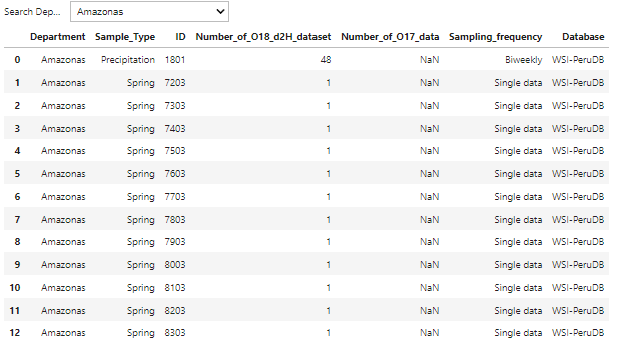 Search Dep... Amazonas
Department Sample_Type ID Number_of_O18_d2H_dataset Number_of_O17_data Sampling_frequency Database
0 Amazonas Precipitation 1801 48 NaN Biweekly WSI-PeruDB
1 Amazonas Spring 7203 1 NaN Single data WSI-PeruDB
2 Amazonas Spring 7303 1 NaN Single data WSI-PeruDB
3 Amazonas Spring 7403 1 NaN Single data WSI-PeruDB
4 Amazonas Spring 7503 1 NaN Single data WSI-PeruDB
5 Amazonas Spring 7603 1 NaN Single data WSI-PeruDB
6 Amazonas Spring 7703 1 NaN Single data WSI-PeruDB
7 Amazonas Spring 7803 1 NaN Single data WSI-PeruDB
8 Amazonas Spring 7903 1 NaN Single data WSI-PeruDB
9 Amazonas Spring 8003 1 NaN Single data WSI-PeruDB
10 Amazonas Spring 8103 1 NaN Single data WSI-PeruDB
11 Amazonas Spring 8203 1 NaN Single data WSI-PeruDB
12 Amazonas Spring 8303 1 NaN Single data WSI-PeruDB